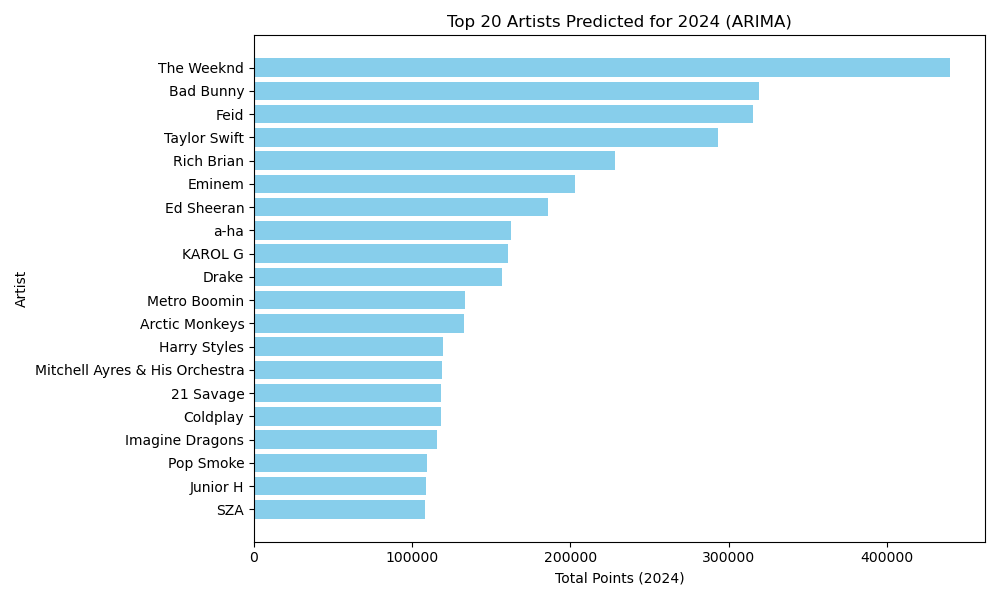 Top 20 Artists Predicted for 2024 (ARIMA)
Artist
The Weeknd
Bad Bunny
Feid
Taylor Swift
Rich Brian
Eminem
Ed Sheeran
a-ha
KAROL G
Drake
Metro Boomin
Arctic Monkeys
Harry Styles
Mitchell Ayres & His Orchestra
21 Savage
Coldplay
Imagine Dragons
Pop Smoke
Junior H
SZA
0 100000 200000 300000 400000
Total Points (2024)